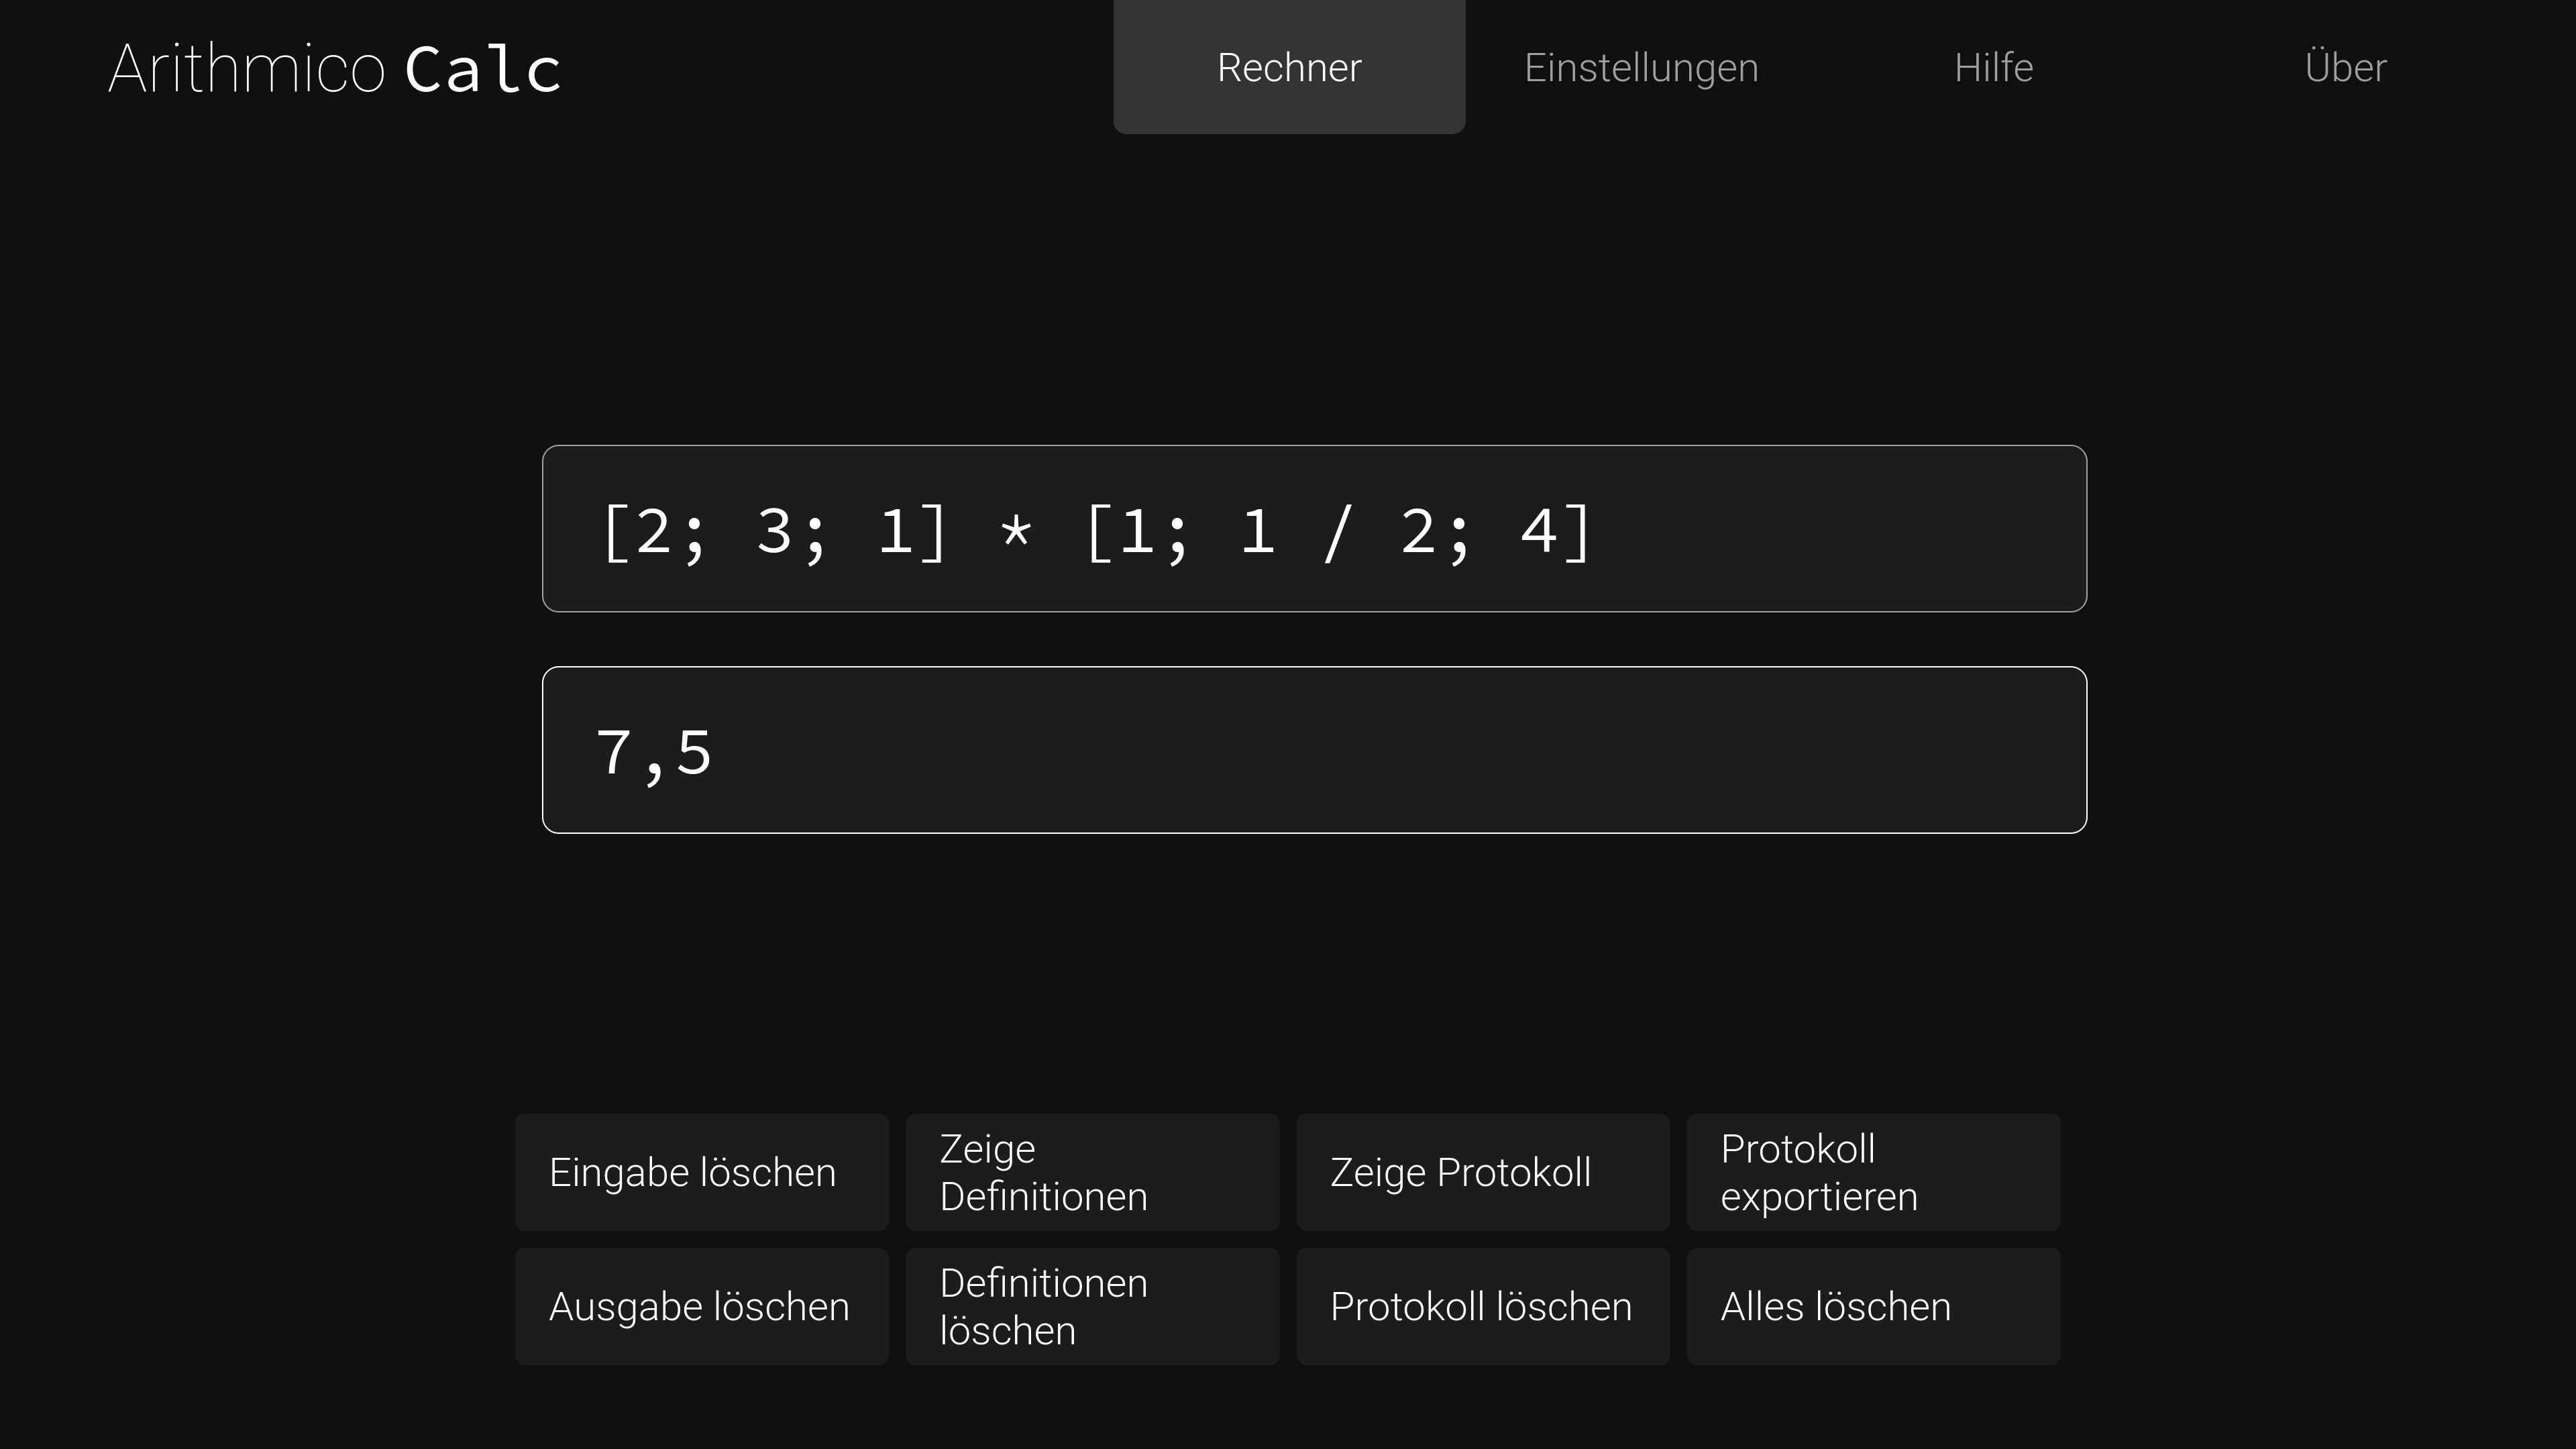 Arithmico Calc
Rechner
Einstellungen
Hilfe
Über
[2; 3; 1] * [1; 1 / 2; 4]
7,5
Eingabe löschen
Zeige
Definitionen
Zeige Protokoll
Protokoll
exportieren
Ausgabe löschen
Definitionen
löschen
Protokoll löschen
Alles löschen